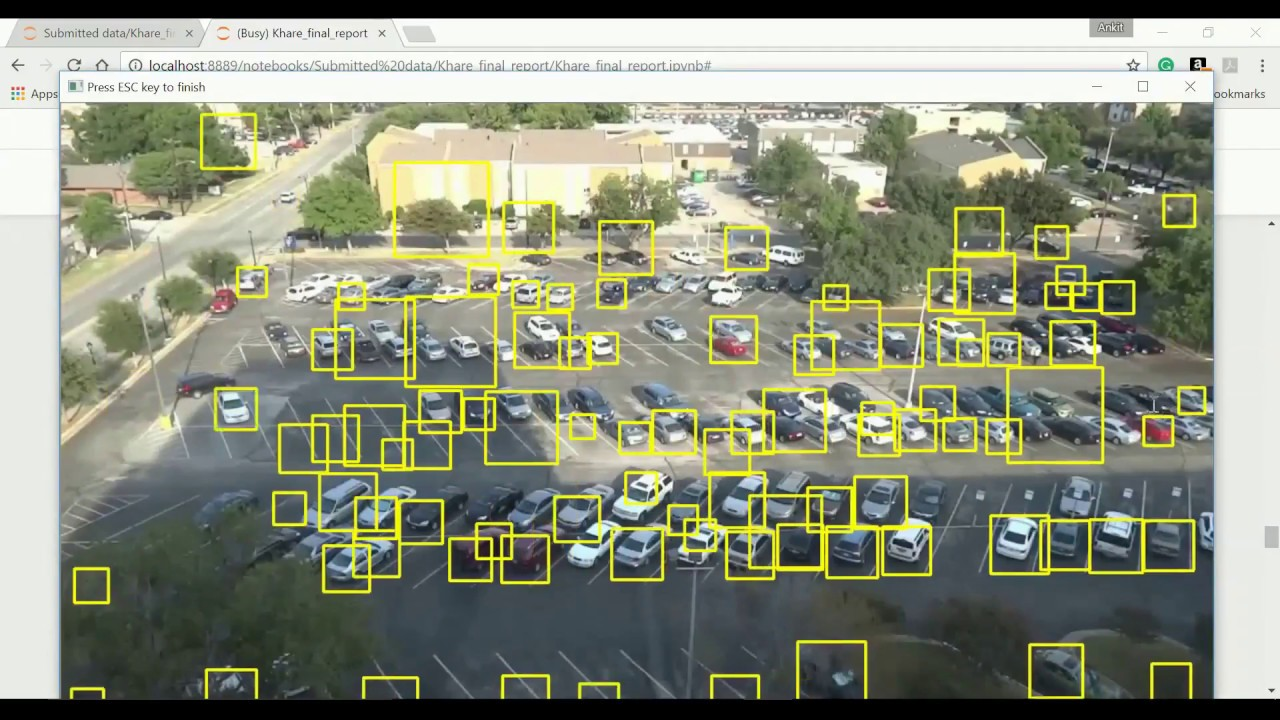 Submitted data/Khare_fi
(Busy) Khare_final_report
Ankit
localhost:8889/notebooks/Submitted%20data/Khare_final_report/Khare_final_report.ipynb#
Apps
ookmarks
Press ESC key to finish